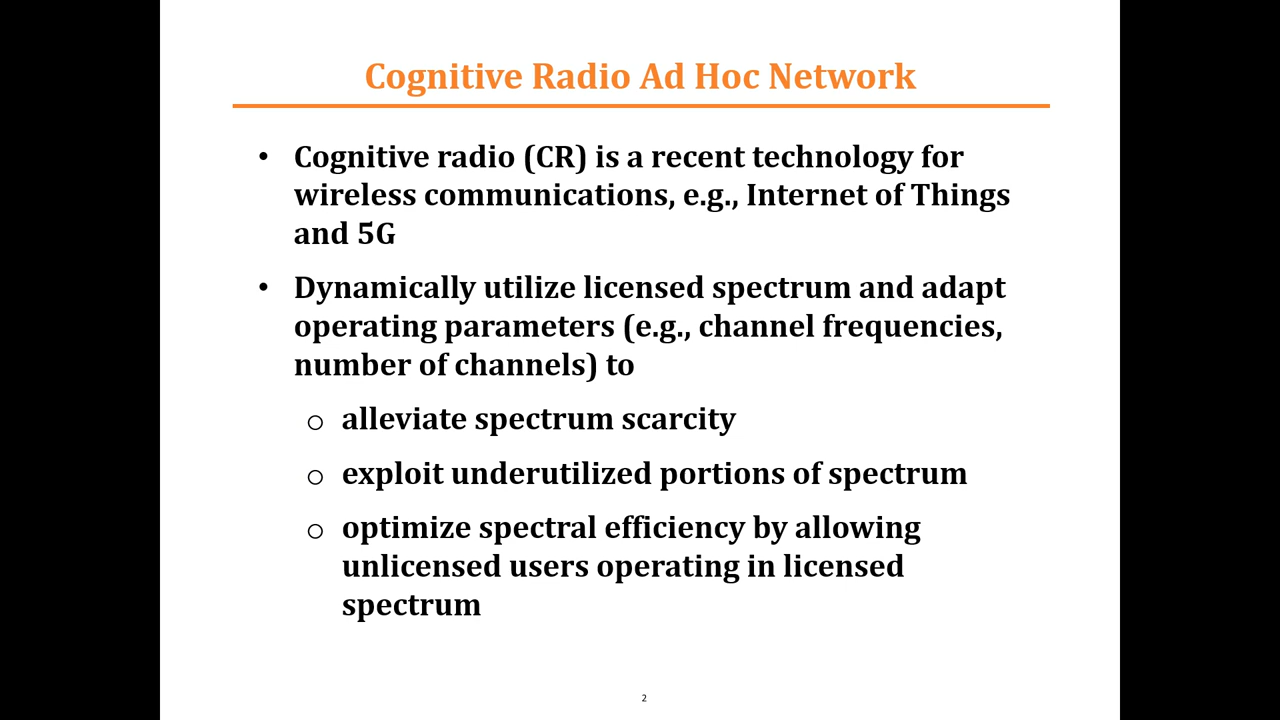 Cognitive Radio Ad Hoc Network
• Cognitive radio (CR) is a recent technology for
wireless communications, e.g., Internet of Things
and 5G
• Dynamically utilize licensed spectrum and adapt
operating parameters (e.g., channel frequencies,
number of channels) to
o alleviate spectrum scarcity
o exploit underutilized portions of spectrum
o optimize spectral efficiency by allowing
unlicensed users operating in licensed
spectrum
2